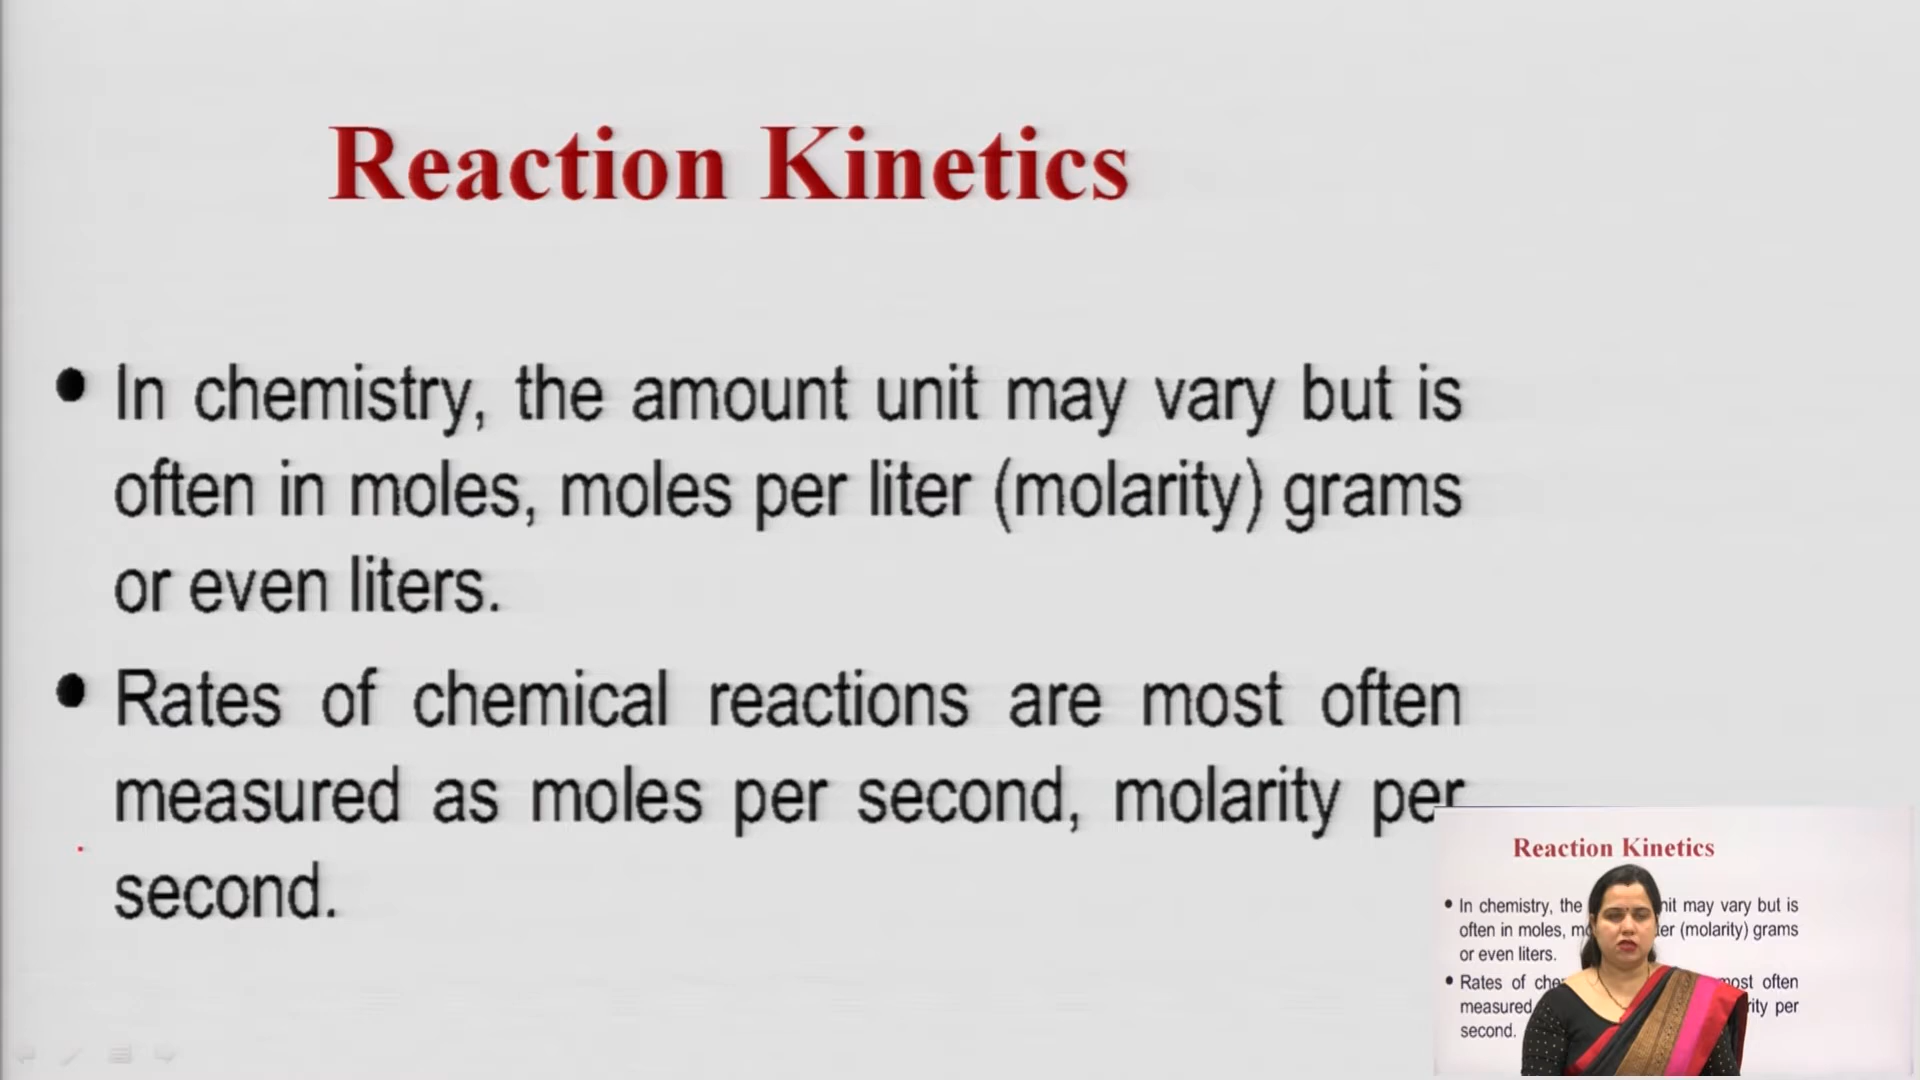 Reaction Kinetics
• In chemistry, the amount unit may vary but is
often in moles, moles per liter (molarity) grams
or even liters.
• Rates of chemical reactions are most often
measured as moles per second, molarity per
second.
Reaction Kinetics
• In chemistry, the unit may vary but is
often in moles, (molarity) grams
or even liters.
• Rates of most often
measured per
second.